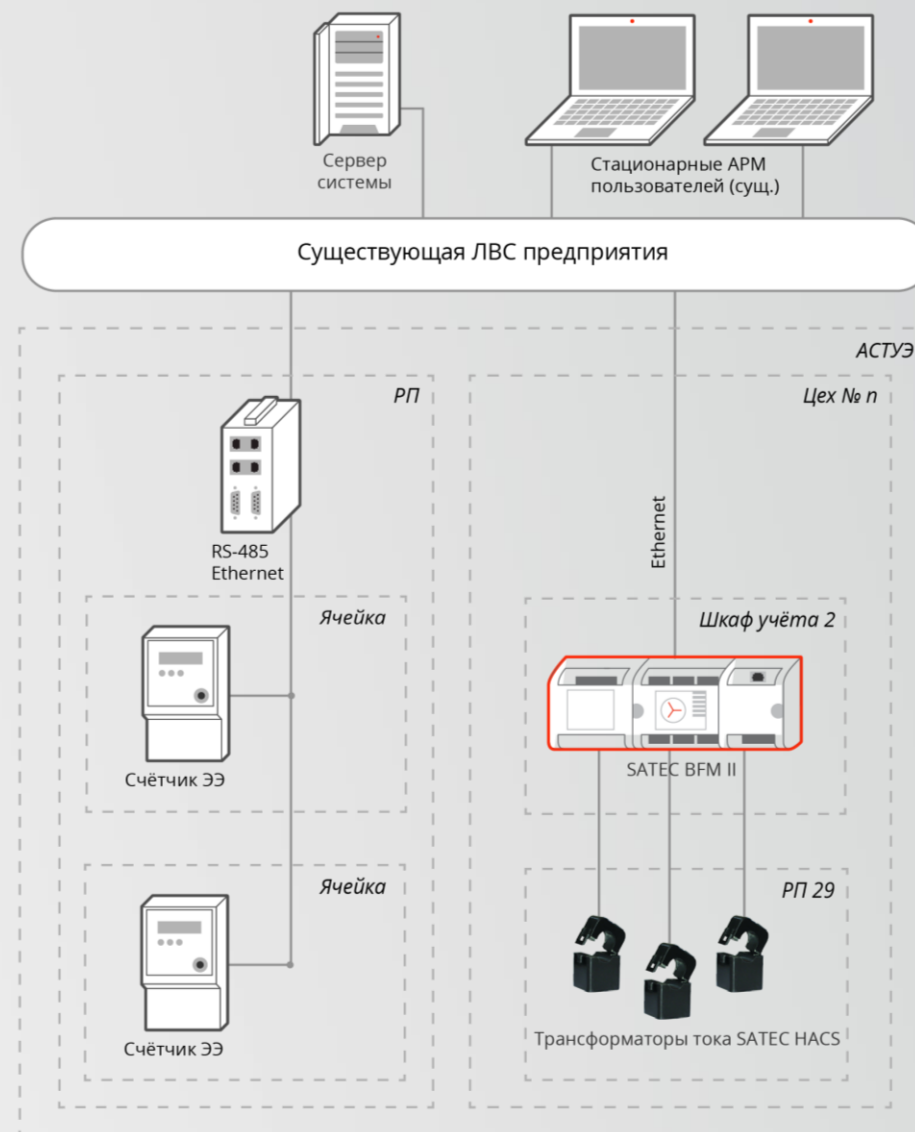 Сервер
системы
Стационарные АРМ
пользователей (сущ.)
Существующая ЛВС предприятия
АСТУЭ
РП
Цех № n
RS-485
Ethernet
Ethernet
Ячейка
Шкаф учёта 2
Счётчик ЭЭ
SATEC BFM II
Ячейка
РП 29
Счётчик ЭЭ
Трансформаторы тока SATEC HACS